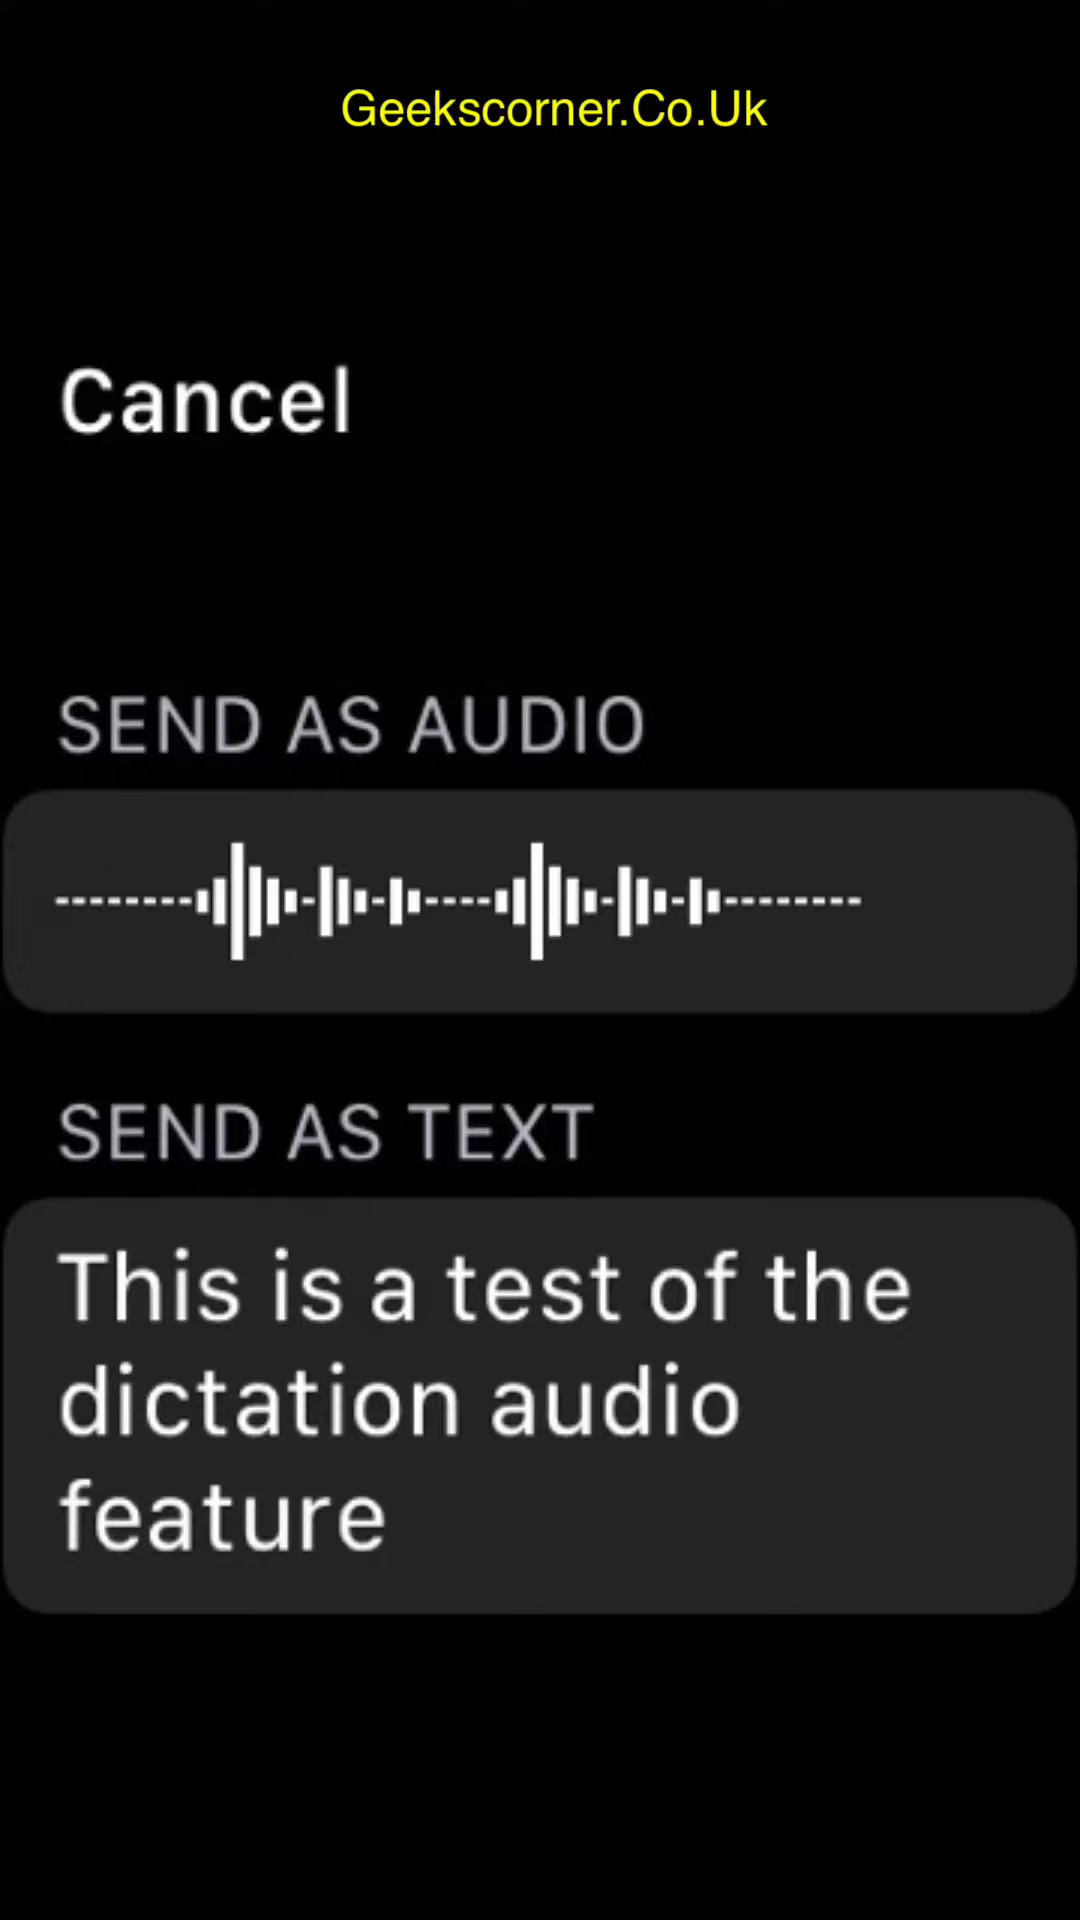 Geekscorner.Co.Uk
Cancel
SEND AS AUDIO
SEND AS TEXT
This is a test of the
dictation audio
feature